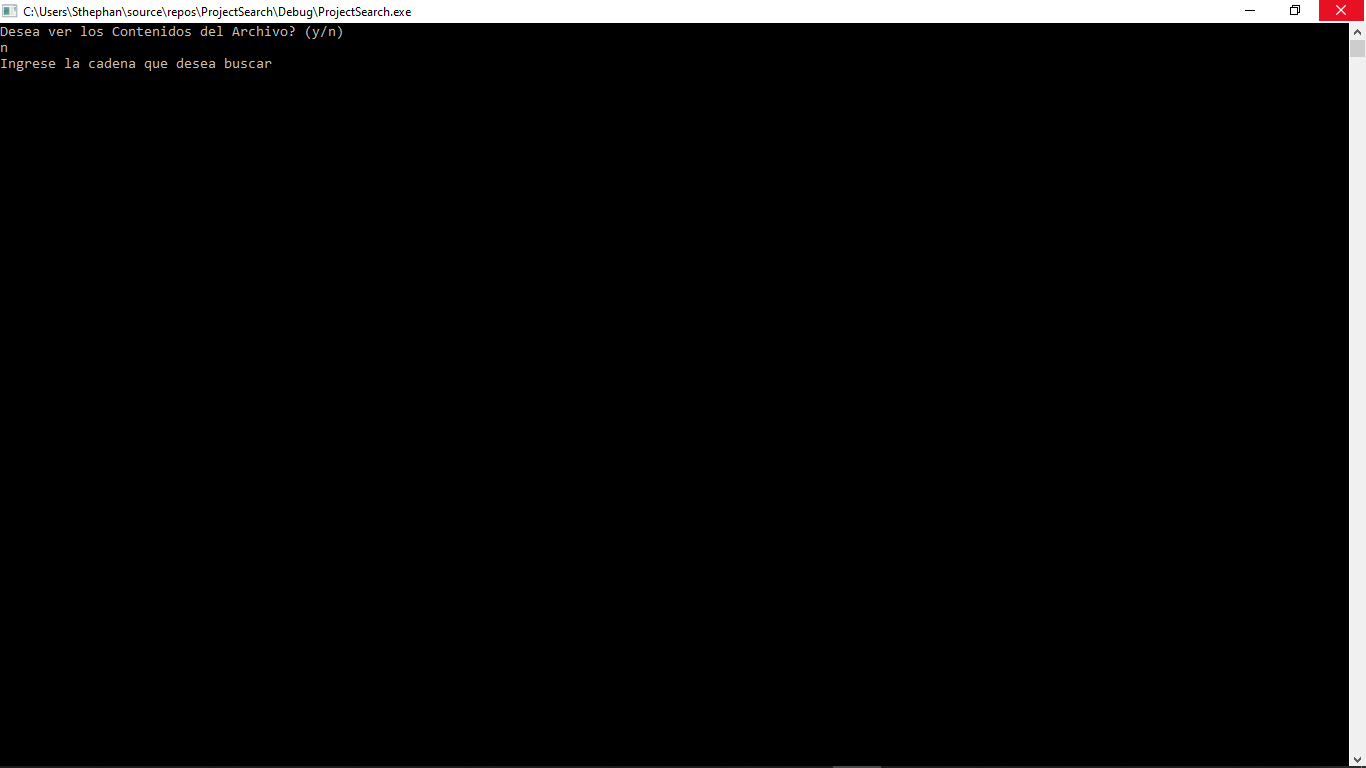 C:\Users\Sthephan\source\repos\ProjectSearch\Debug\ProjectSearch.exe
Desea ver los Contenidos del Archivo? (y/n)
n
Ingrese la cadena que desea buscar